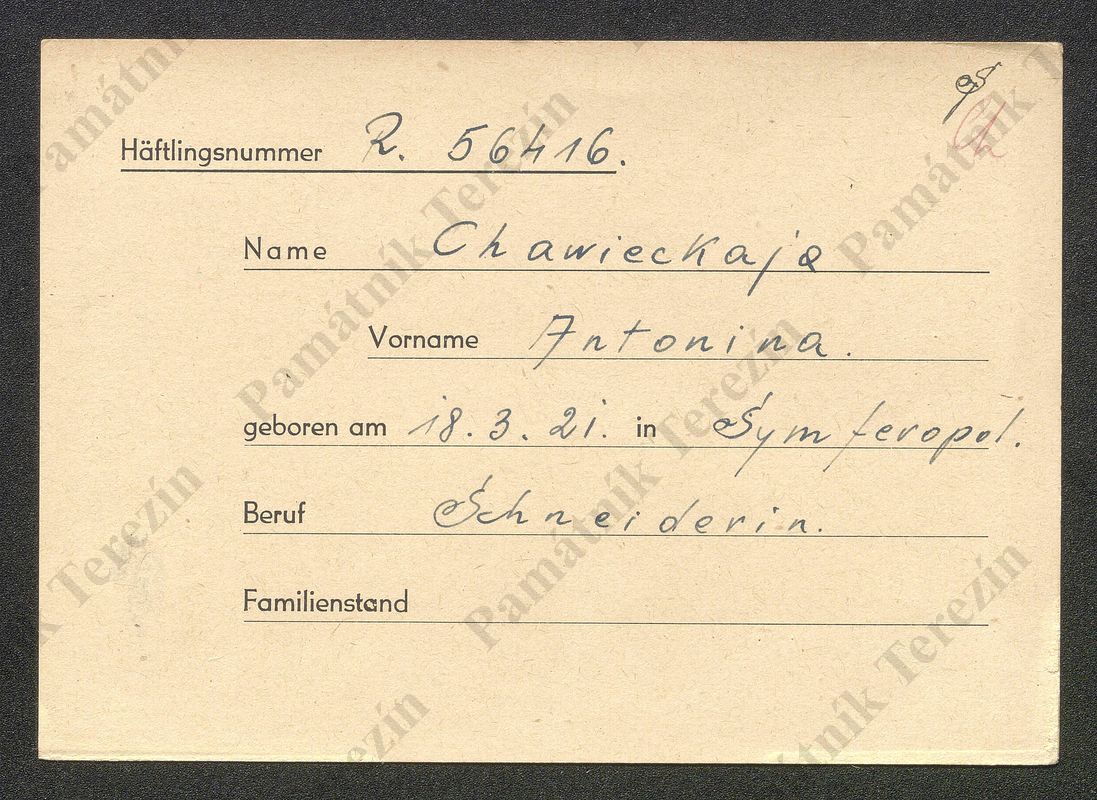 Häftlingsnummer R. 56416.
Name Chawieckaja
Vorname Antonina.
geboren am 18.3.21. in Symferopol.
Beruf Schneiderin.
Familienstand
Památník Terezín